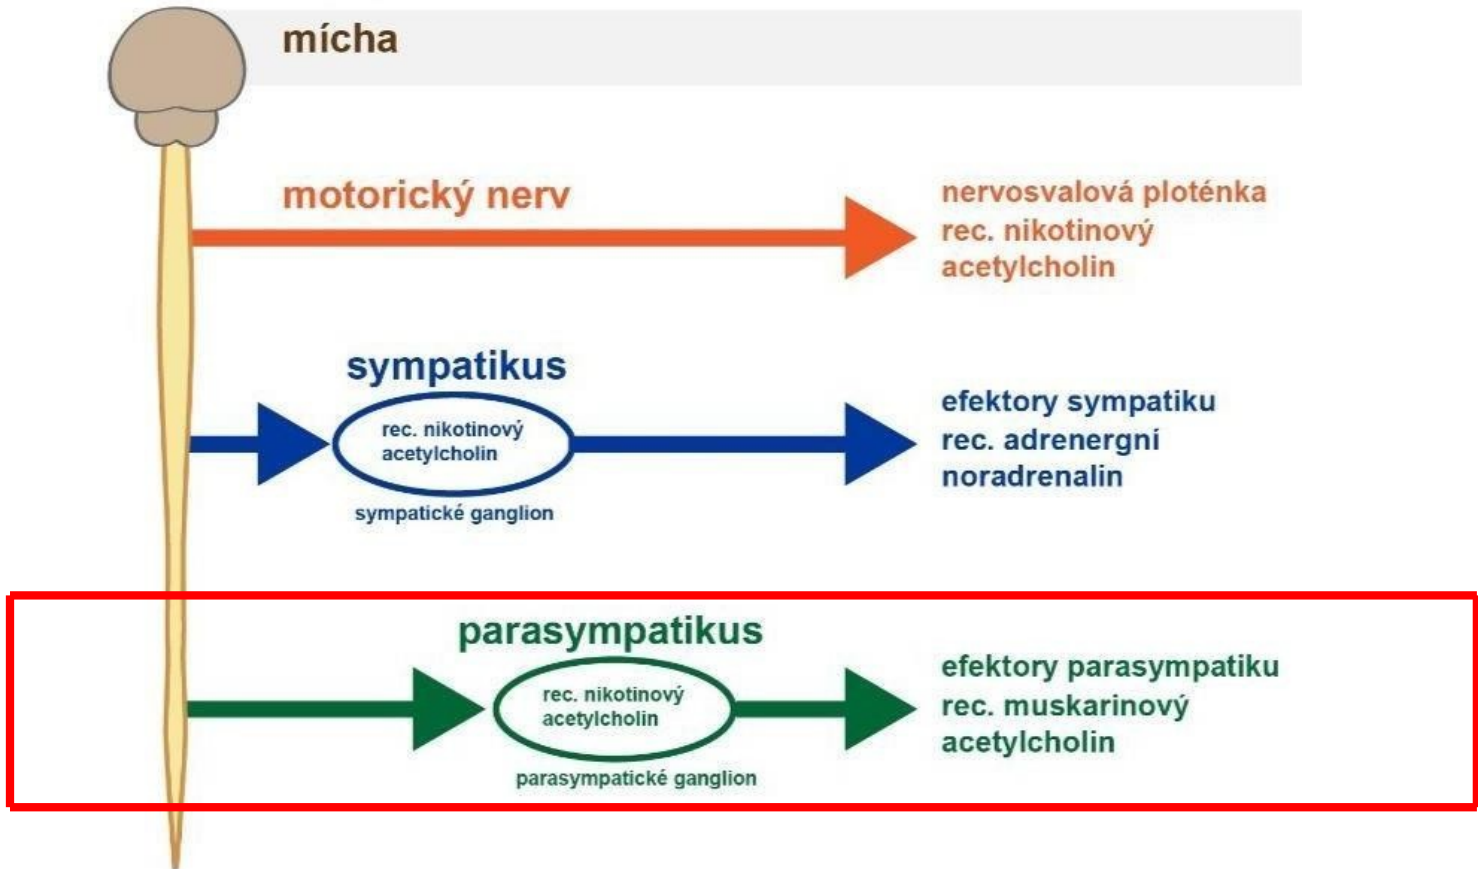 mícha
motorický nerv
nervosvalová ploténka
rec. nikotinový
acetylcholin
sympatikus
rec. nikotinový
acetylcholin
sympatické ganglion
efektory sympatiku
rec. adrenergní
noradrenalin
parasympatikus
rec. nikotinový
acetylcholin
parasympatické ganglion
efektory parasympatiku
rec. muskarinový
acetylcholin